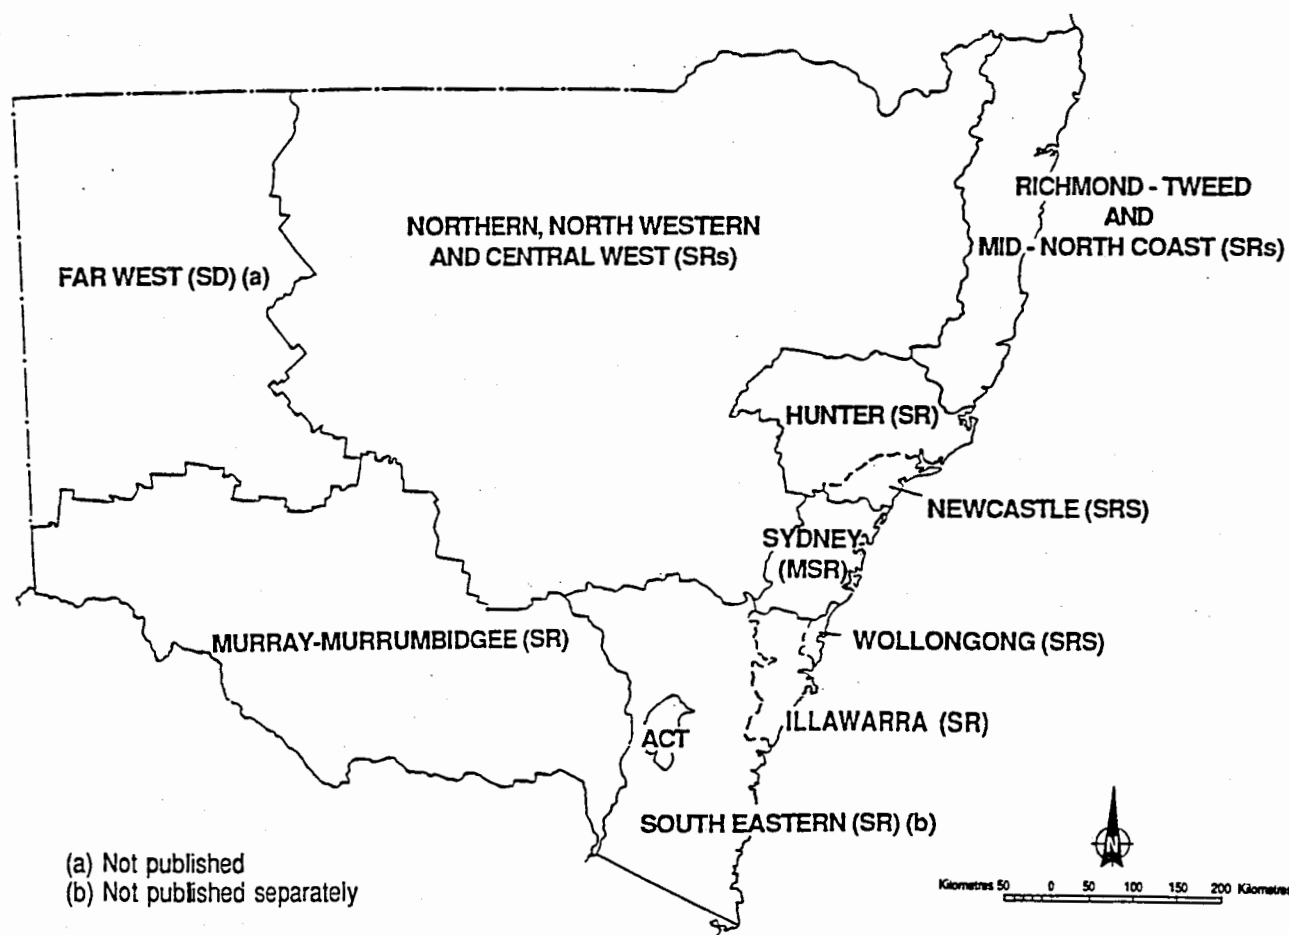 RICHMOND - TWEED
AND
MID - NORTH COAST (SRs)
NORTHERN, NORTH WESTERN
AND CENTRAL WEST (SRs)
FAR WEST (SD) (a)
HUNTER (SR)
NEWCASTLE (SRS)
SYDNEY
(MSR)
MURRAY-MURRUMBIDGEE (SR)
WOLLONGONG (SRS)
ILLAWARRA (SR)
ACT
SOUTH EASTERN (SR) (b)
N
(a) Not published
(b) Not published separately
Kilometres 50 0 50 100 150 200 Kilometres